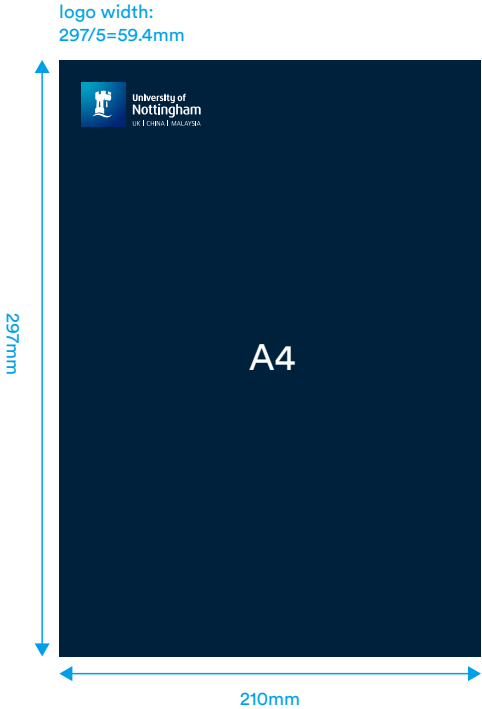 logo width:
297/5=59.4mm
University of
Nottingham
UK | CHINA | MALAYSIA
297mm
A4
210mm